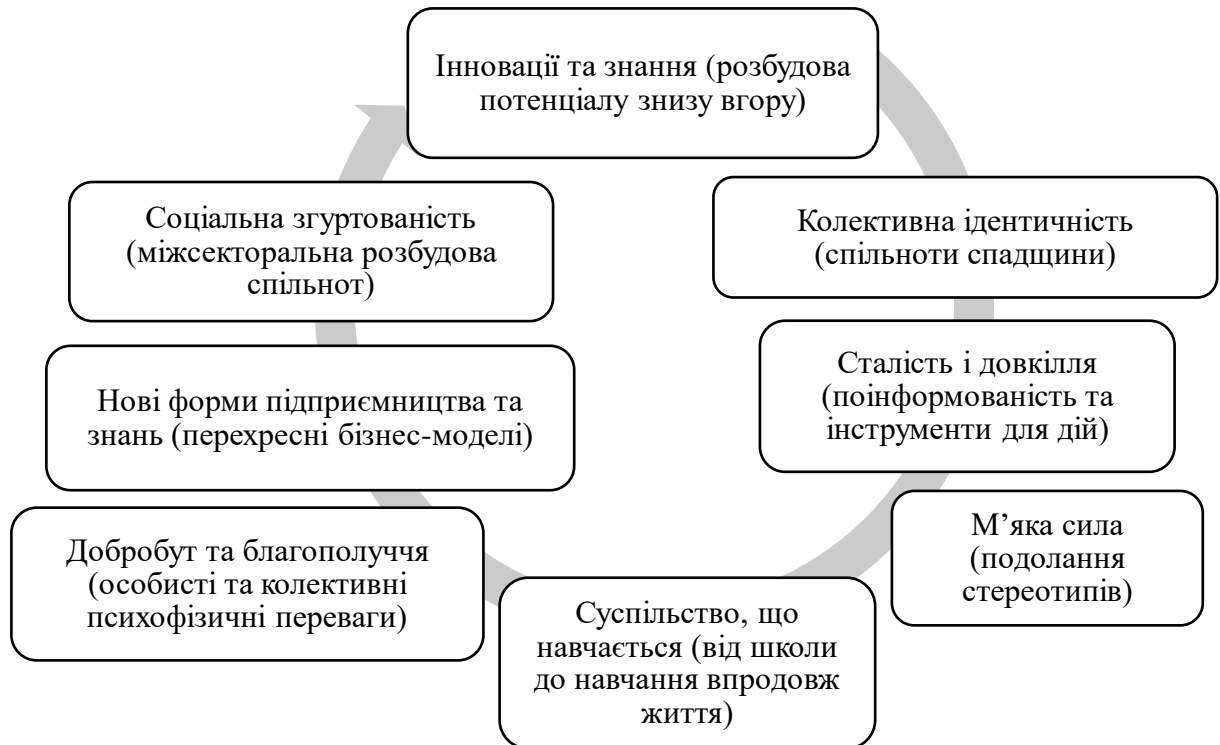 Інновації та знання (розбудова
потенціалу знизу вгору)
Колективна ідентичність
(спільноти спадщини)
Сталість і довкілля
(поінформованість та
інструменти для дій)
М’яка сила
(подолання
стереотипів)
Суспільство, що
навчається (від школи
до навчання впродовж
життя)
Добробут та благополуччя
(особисті та колективні
психофізичні переваги)
Нові форми підприємництва та
знань (перехресні бізнес-моделі)
Соціальна згуртованість
(міжсекторальна розбудова
спільнот)